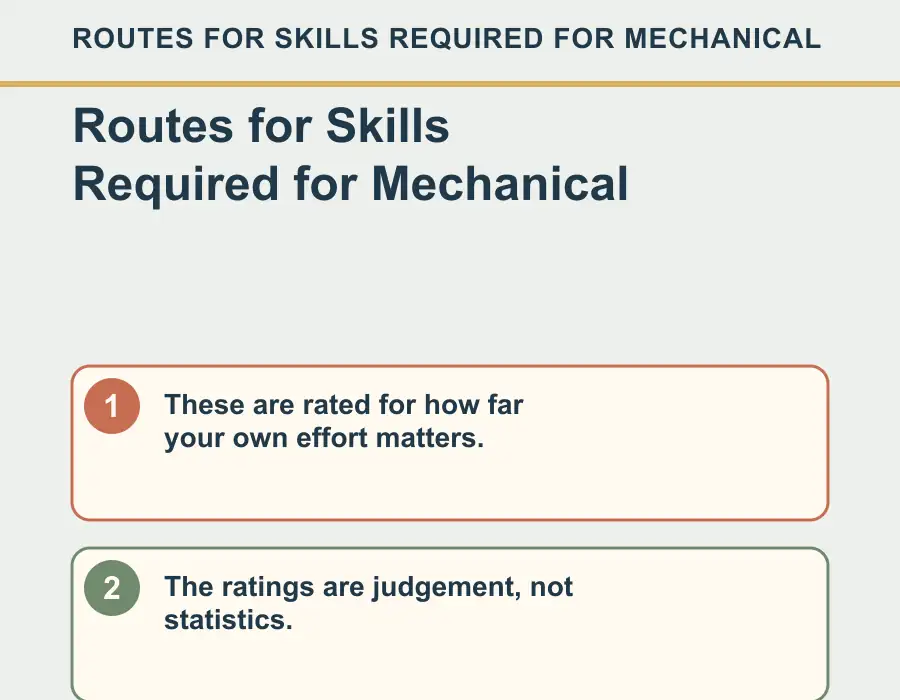 ROUTES FOR SKILLS REQUIRED FOR MECHANICAL
Routes for Skills
Required for Mechanical
1
These are rated for how far
your own effort matters.
2
The ratings are judgement, not
statistics.